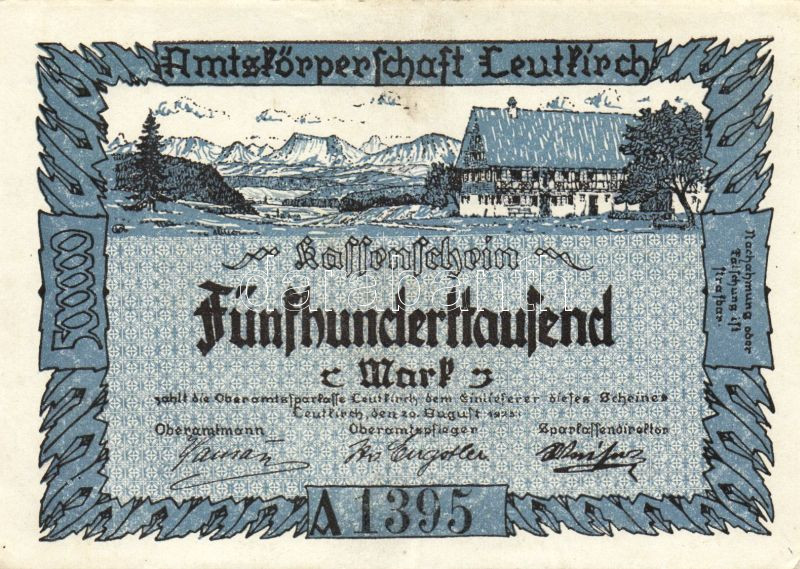 Amtskörperschaft Leutkirch
500000
Kassenschein
Fünfhunderttausend
Mark
zahlt die Oberamtssparkasse Leutkirch dem Einlieferer dieses Scheines
Leutkirch, den 20. August 1923.
Oberamtmann Oberamtspfleger Sparkassendirektor
A 1395
Nachahmung oder
Fälschung ist
strafbar.
darabanth